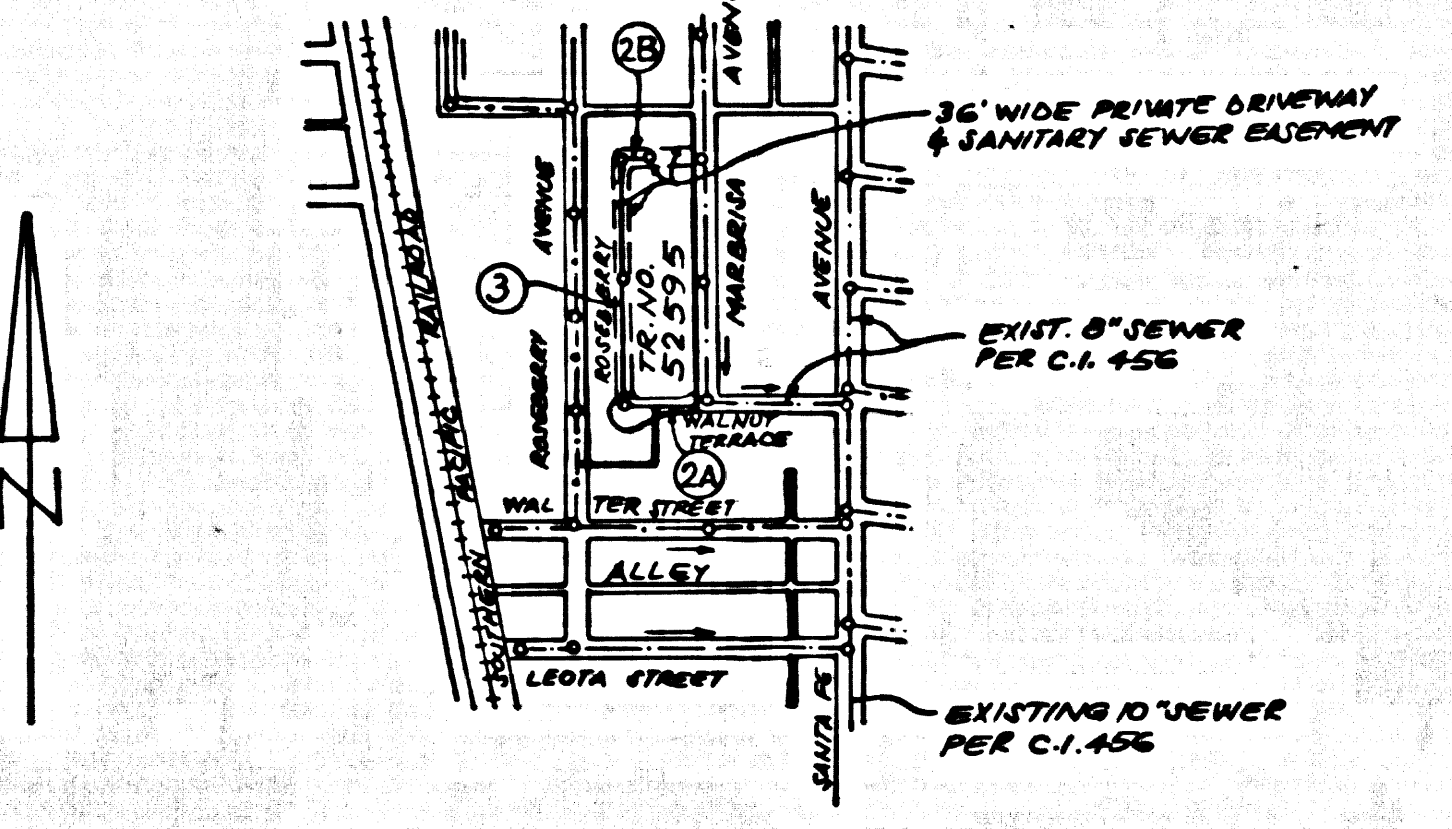 AVEN
2B
36' WIDE PRIVATE DRIVEWAY
& SANITARY SEWER EASEMENT
AVENUE
ROSEBERRY
3
ROSEBERRY
TR. NO.
52595
MARBRISA
AVENUE
EXIST. 8" SEWER
PER C.I. 456
WALNUT
TERRACE
2A
SOUTHERN PACIFIC RAILROAD
WALTER STREET
ALLEY
LEOTA STREET
SANTA FE
EXISTING 10" SEWER
PER C.I. 456
N